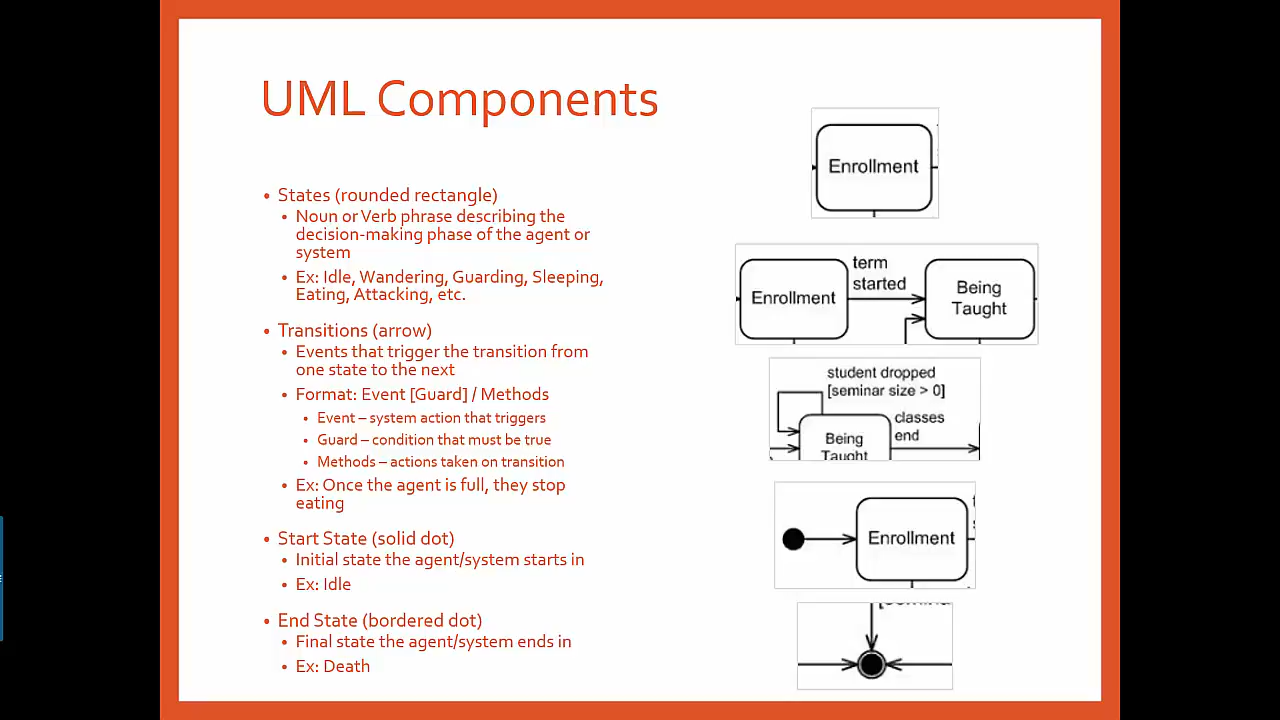 UML Components
• States (rounded rectangle)
• Noun or Verb phrase describing the
decision-making phase of the agent or
system
• Ex: Idle, Wandering, Guarding, Sleeping,
Eating, Attacking, etc.
• Transitions (arrow)
• Events that trigger the transition from
one state to the next
• Format: Event [Guard] / Methods
• Event – system action that triggers
• Guard – condition that must be true
• Methods – actions taken on transition
• Ex: Once the agent is full, they stop
eating
• Start State (solid dot)
• Initial state the agent/system starts in
• Ex: Idle
• End State (bordered dot)
• Final state the agent/system ends in
• Ex: Death
Enrollment
Enrollment
term
started
Being
Taught
student dropped
[seminar size > 0]
Being
Taught
classes
end
Enrollment